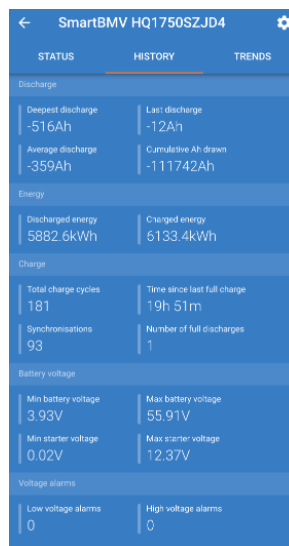 SmartBMV HQ1750SZJD4
STATUS HISTORY TRENDS
Discharge
Deepest discharge Last discharge
-516Ah -12Ah
Average discharge Cumulative Ah drawn
-359Ah -111742Ah
Energy
Discharged energy Charged energy
5882.6kWh 6133.4kWh
Charge
Total charge cycles Time since last full charge
181 19h 51m
Synchronisations Number of full discharges
93 1
Battery voltage
Min battery voltage Max battery voltage
3.93V 55.91V
Min starter voltage Max starter voltage
0.02V 12.37V
Voltage alarms
Low voltage alarms High voltage alarms
0 0